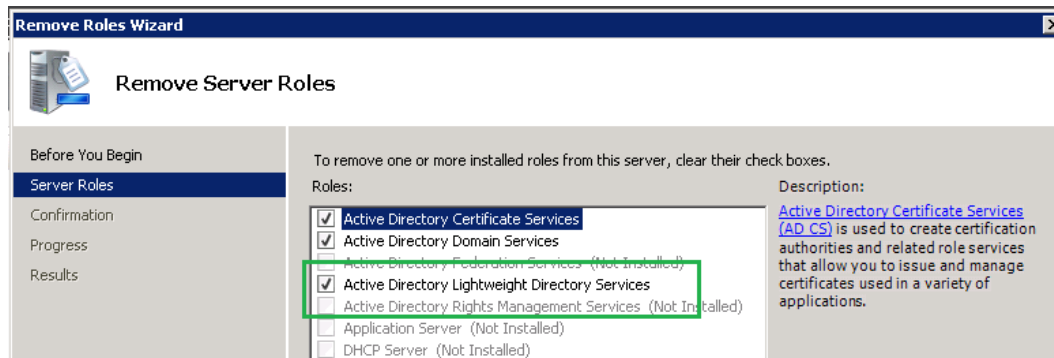 Remove Roles Wizard
Remove Server Roles
Before You Begin
Server Roles
Confirmation
Progress
Results
To remove one or more installed roles from this server, clear their check boxes.
Roles:
Active Directory Certificate Services
Active Directory Domain Services
Active Directory Federation Services (Not Installed)
Active Directory Lightweight Directory Services
Active Directory Rights Management Services (Not Installed)
Application Server (Not Installed)
DHCP Server (Not Installed)
Description:
Active Directory Certificate Services
(AD CS) is used to create certification
authorities and related role services
that allow you to issue and manage
certificates used in a variety of
applications.